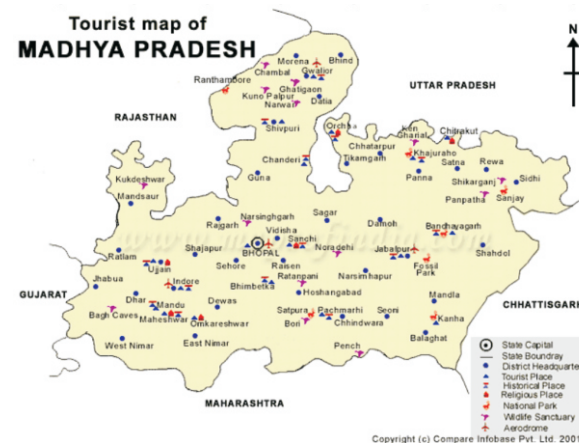 Tourist map of
MADHYA PRADESH
N
UTTAR PRADESH
RAJASTHAN
GUJARAT
CHHATTISGARH
MAHARASHTRA
Morena
Bhind
Chambal
Gwalior
Ranthambore
Ghatigaon
Kuno Palpur
Narwar
Datia
Shivpuri
Orchha
Ken
Gharial
Chitrakut
Chhatarpur
Khajuraho
Chanderi
Tikamgarh
Satna
Rewa
Guna
Panna
Shikarganj
Sidhi
Kukdeshwar
Panpatha
Sanjay
Mandsaur
Rajgarh
Narsinghgarh
Sagar
Damoh
Bandhavgarh
Vidisha
Sanchi
Ratlam
Shajapur
BHOPAL
Noradehi
Jabalpur
Shahdol
Ujjain
Sehore
Raisen
Fossil
Park
Jhabua
Indore
Bhimbetka
Ratanpani
Narsimhapur
Dhar
Mandu
Dewas
Hoshangabad
Mandla
Bagh Caves
Maheshwar
Omkareshwar
Satpura
Pachmarhi
Seoni
Kanha
Bori
Chhindwara
West Nimar
East Nimar
Balaghat
Pench
State Capital
State Boundray
District Headquarte
Tourist Place
Historical Place
Religious Place
National Park
Wildlife Sanctuary
Aerodrome
Copyright (c) Compare Infobase Pvt. Ltd. 2001